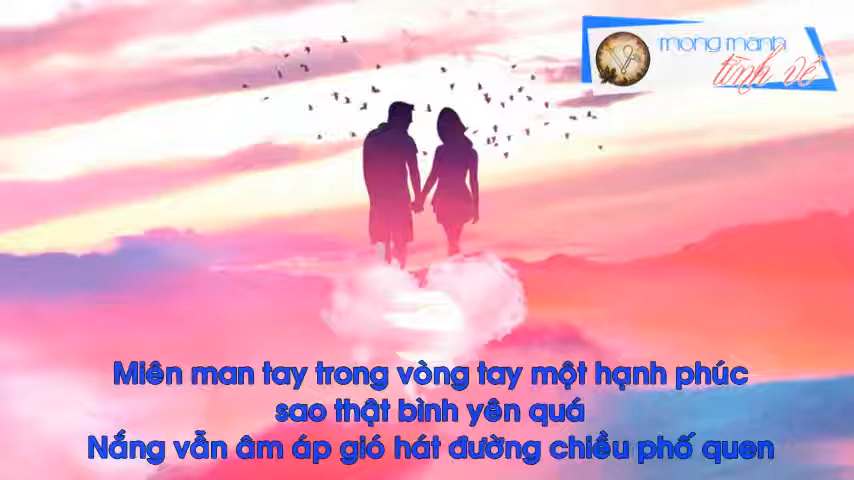 mong manh
tình về
Miên man tay trong vòng tay một hạnh phúc
sao thật bình yên quá
Nắng vẫn âm áp gió hát đường chiều phố quen